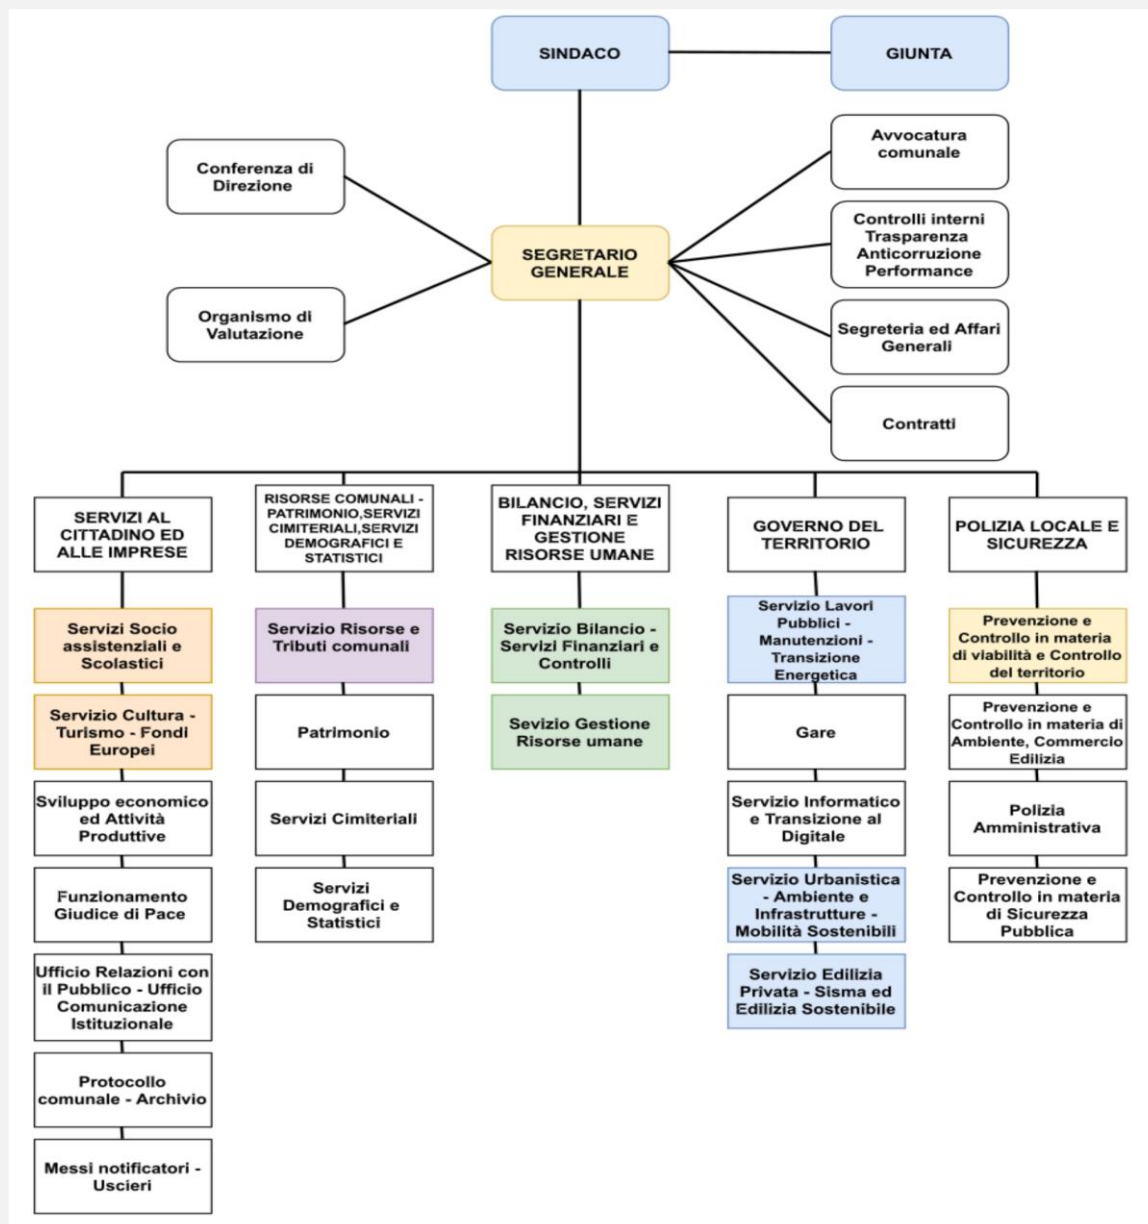 SINDACO
GIUNTA
Conferenza di
Direzione
Organismo di
Valutazione
SEGRETARIO
GENERALE
Avvocatura
comunale
Controlli interni
Trasparenza
Anticorruzione
Performance
Segreteria ed Affari
Generali
Contratti
SERVIZI AL
CITTADINO ED
ALLE IMPRESE
Servizi Socio
assistenziali e
Scolastici
Servizio Cultura -
Turismo - Fondi
Europei
Sviluppo economico
ed Attività
Produttive
Funzionamento
Giudice di Pace
Ufficio Relazioni con
il Pubblico - Ufficio
Comunicazione
Istituzionale
Protocollo
comunale - Archivio
Messi notificatori -
Uscieri
RISORSE COMUNALI -
PATRIMONIO,SERVIZI
CIMITERIALI,SERVIZI
DEMOGRAFICI E
STATISTICI
Servizio Risorse e
Tributi comunali
Patrimonio
Servizi Cimiteriali
Servizi
Demografici e
Statistici
BILANCIO, SERVIZI
FINANZIARI E
GESTIONE
RISORSE UMANE
Servizio Bilancio -
Servizi Finanziari e
Controlli
Sevizio Gestione
Risorse umane
GOVERNO DEL
TERRITORIO
Servizio Lavori
Pubblici -
Manutenzioni -
Transizione
Energetica
Gare
Servizio Informatico
e Transizione al
Digitale
Servizio Urbanistica
- Ambiente e
Infrastrutture -
Mobilità Sostenibili
Servizio Edilizia
Privata - Sisma ed
Edilizia Sostenibile
POLIZIA LOCALE E
SICUREZZA
Prevenzione e
Controllo in materia
di viabilità e Controllo
del territorio
Prevenzione e
Controllo in materia di
Ambiente, Commercio
Edilizia
Polizia
Amministrativa
Prevenzione e
Controllo in materia
di Sicurezza
Pubblica